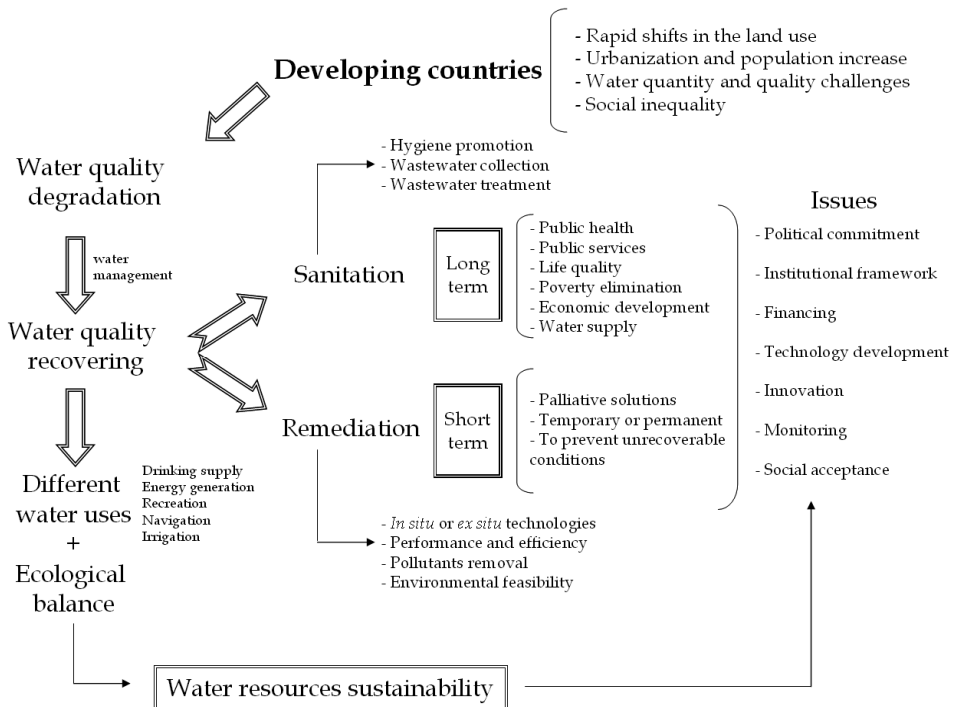 Developing countries
- Rapid shifts in the land use
- Urbanization and population increase
- Water quantity and quality challenges
- Social inequality
Water quality
degradation
water
management
Water quality
recovering
Different
water uses
Drinking supply
Energy generation
Recreation
Navigation
Irrigation
+
Ecological
balance
- Hygiene promotion
- Wastewater collection
- Wastewater treatment
Sanitation
Long
term
- Public health
- Public services
- Life quality
- Poverty elimination
- Economic development
- Water supply
Remediation
Short
term
- Palliative solutions
- Temporary or permanent
- To prevent unrecoverable
conditions
- In situ or ex situ technologies
- Performance and efficiency
- Pollutants removal
- Environmental feasibility
Issues
- Political commitment
- Institutional framework
- Financing
- Technology development
- Innovation
- Monitoring
- Social acceptance
Water resources sustainability